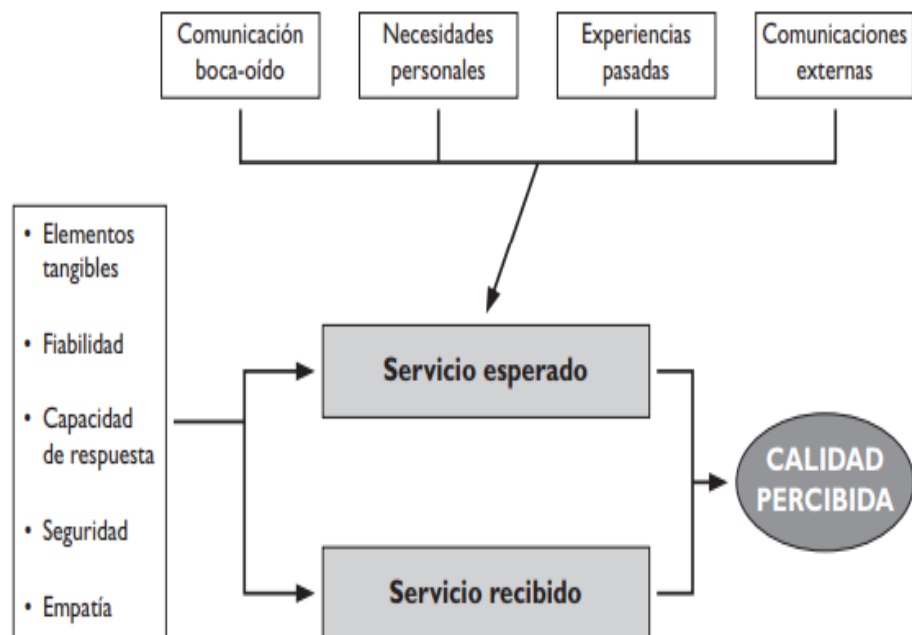 Comunicación
boca-oído
Necesidades
personales
Experiencias
pasadas
Comunicaciones
externas
• Elementos
tangibles
• Fiabilidad
• Capacidad
de respuesta
• Seguridad
• Empatía
Servicio esperado
Servicio recibido
CALIDAD
PERCIBIDA